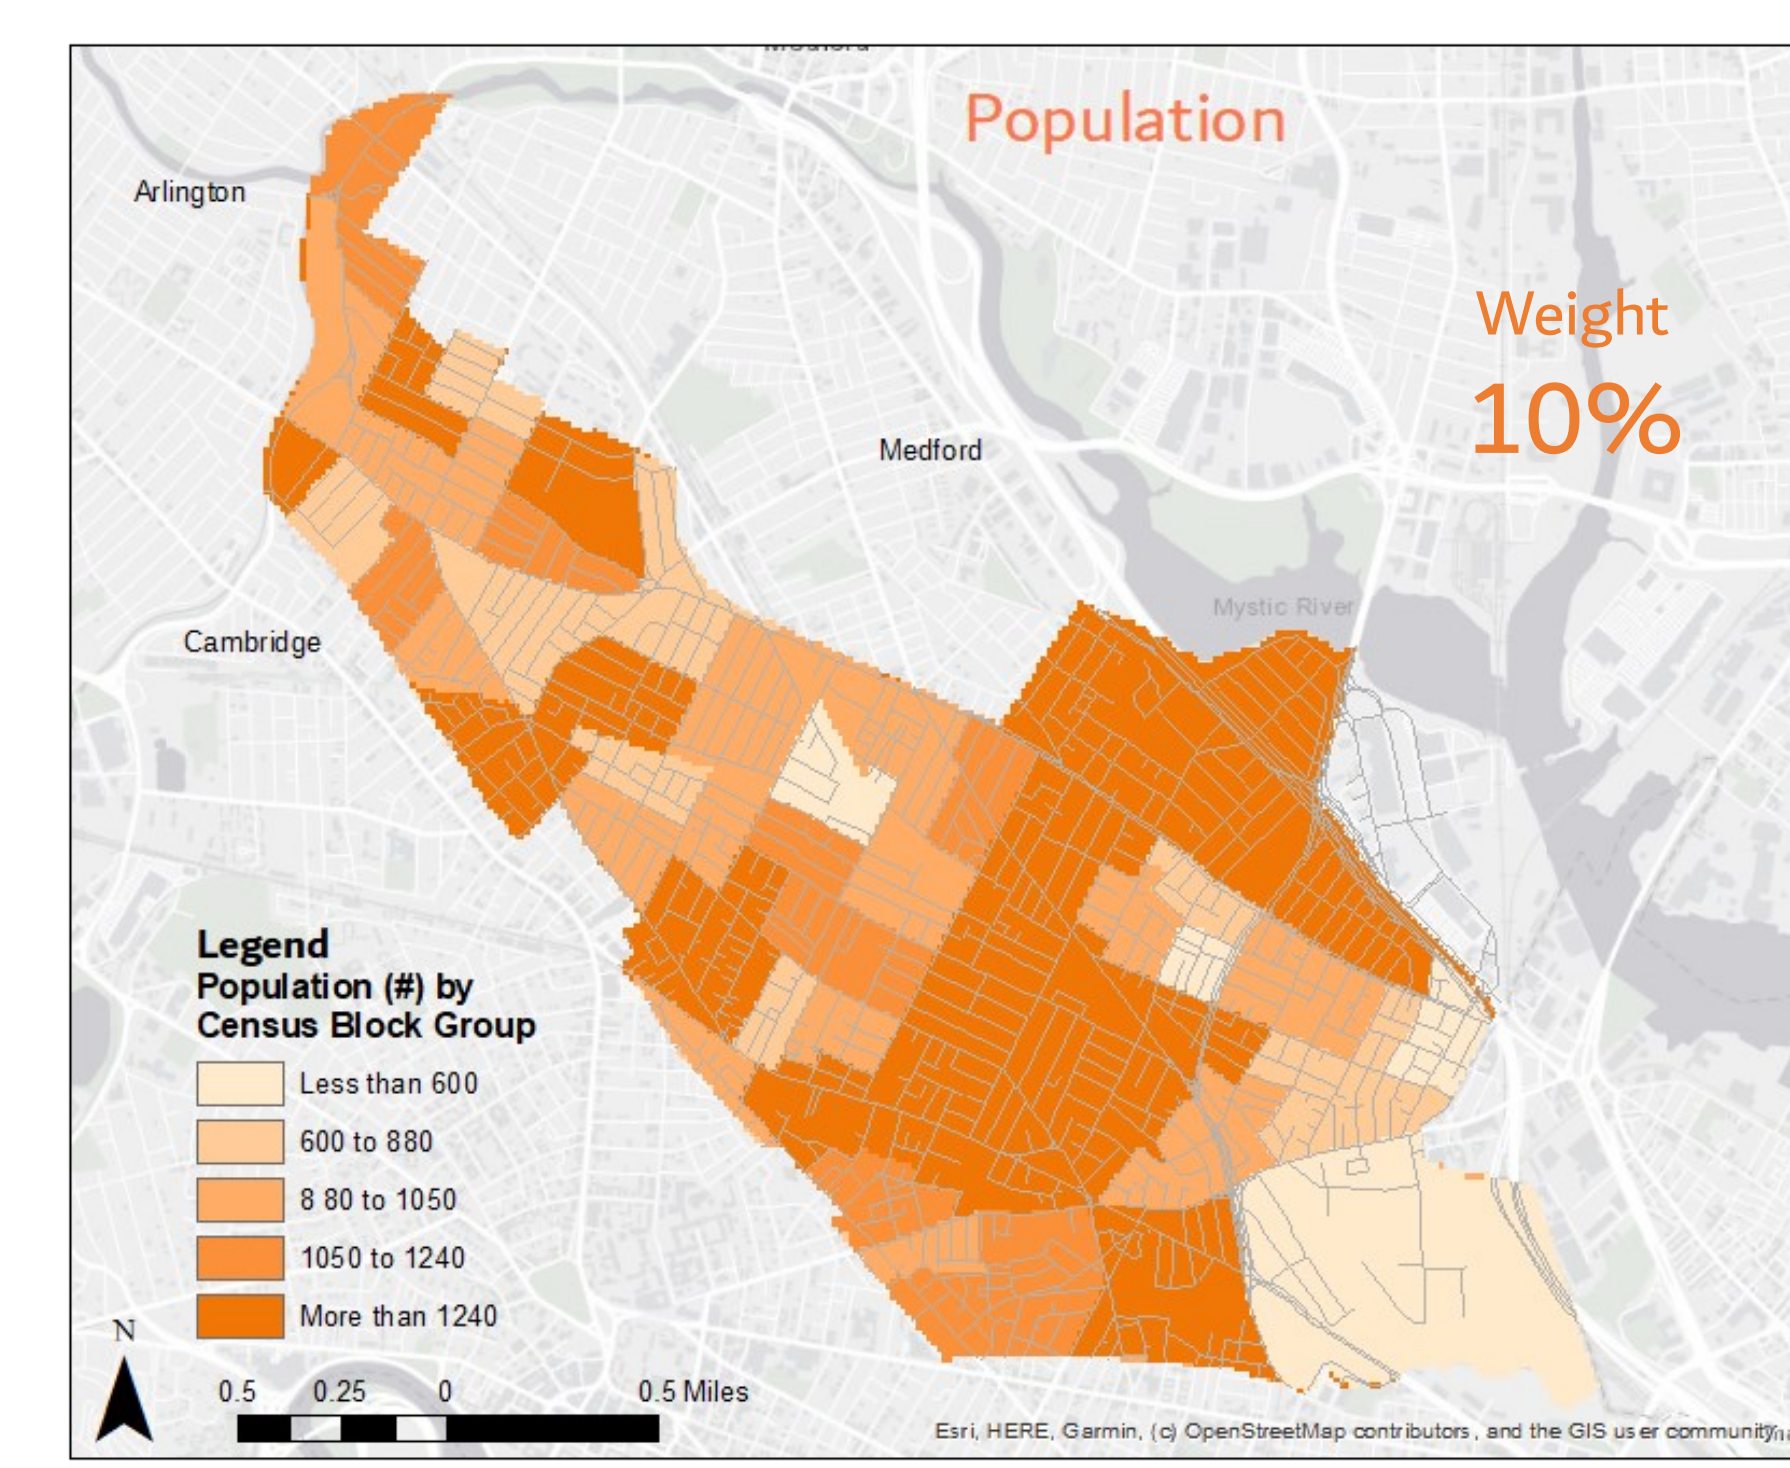 Population
Arlington
Weight
10%
Medford
Mystic River
Cambridge
Legend
Population (#) by
Census Block Group
Less than 600
600 to 880
8 80 to 1050
1050 to 1240
More than 1240
N
0.5 0.25 0 0.5 Miles
Esri, HERE, Garmin, (c) OpenStreetMap contributors, and the GIS user community